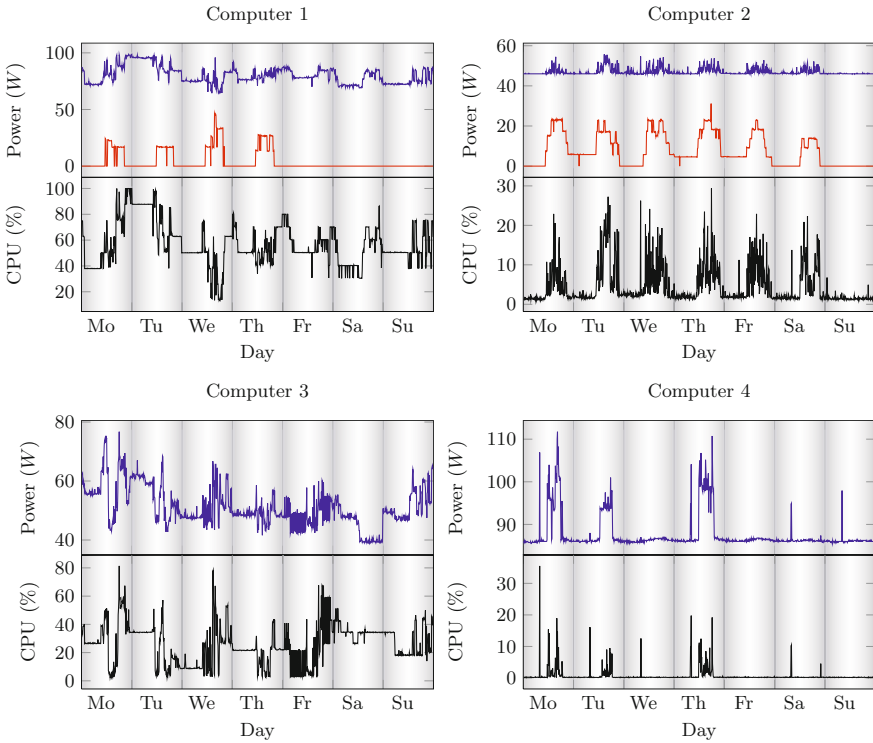 Computer 1
Power (W)
100
50
0
CPU (%)
100
80
60
40
20
Mo Tu We Th Fr Sa Su
Day
Computer 2
Power (W)
60
40
20
0
CPU (%)
30
20
10
0
Mo Tu We Th Fr Sa Su
Day
Computer 3
Power (W)
80
60
40
CPU (%)
80
60
40
20
0
Mo Tu We Th Fr Sa Su
Day
Computer 4
Power (W)
110
100
90
CPU (%)
30
20
10
0
Mo Tu We Th Fr Sa Su
Day